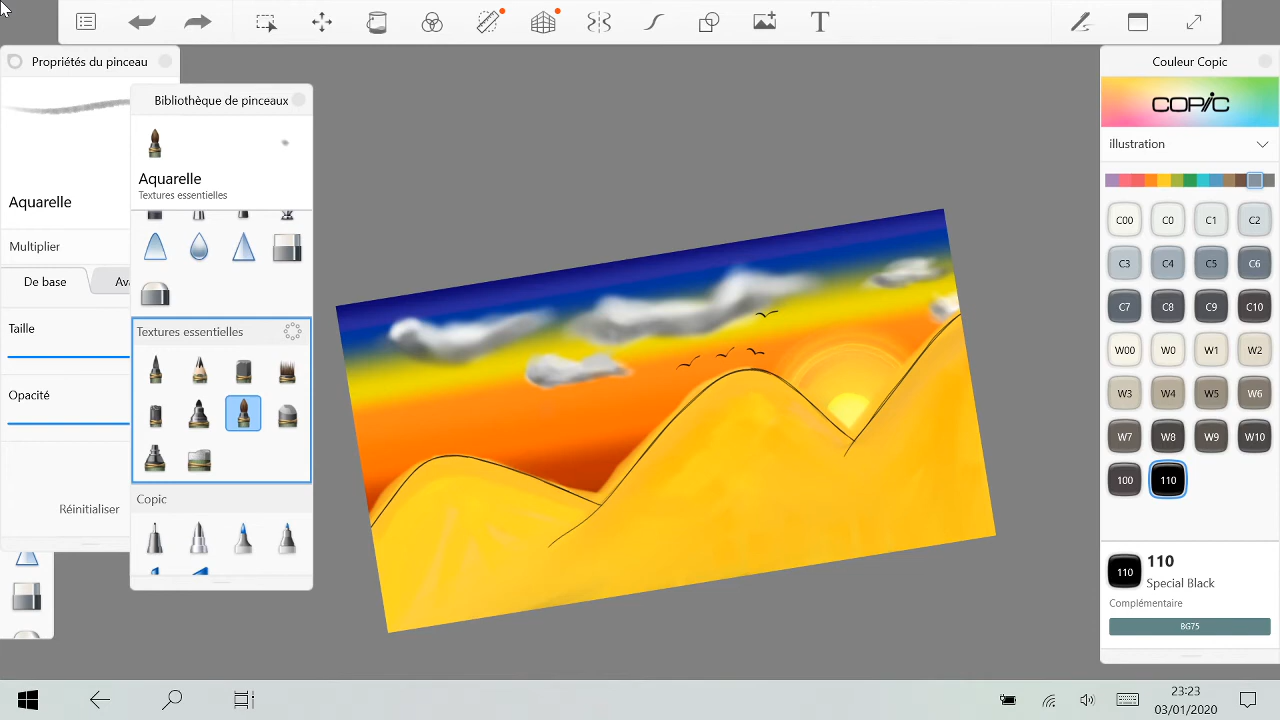 Propriétés du pinceau
Aquarelle
Multiplier
De base
Av
Taille
Opacité
Réinitialiser
Bibliothèque de pinceaux
Aquarelle
Textures essentielles
Textures essentielles
Copic
T
Couleur Copic
COPIC
illustration
C00 C0 C1 C2
C3 C4 C5 C6
C7 C8 C9 C10
W00 W0 W1 W2
W3 W4 W5 W6
W7 W8 W9 W10
100 110
110
110
Special Black
Complémentaire
BG75
23:23
03/01/2020